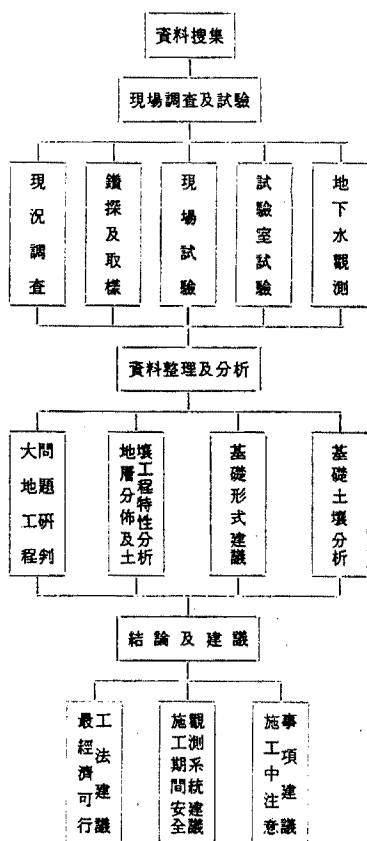 資料搜集
現場調查及試驗
現況調查
鑽探及取樣
現場試驗
試驗室試驗
地下水觀測
資料整理及分析
大地工程
問題研判
地層分佈及土
壤工程特性分析
基礎形式建議
基礎土壤分析
結論及建議
最經濟可行
工法建議
施工期間安全
觀測系統建議
施工中注意
事項建議